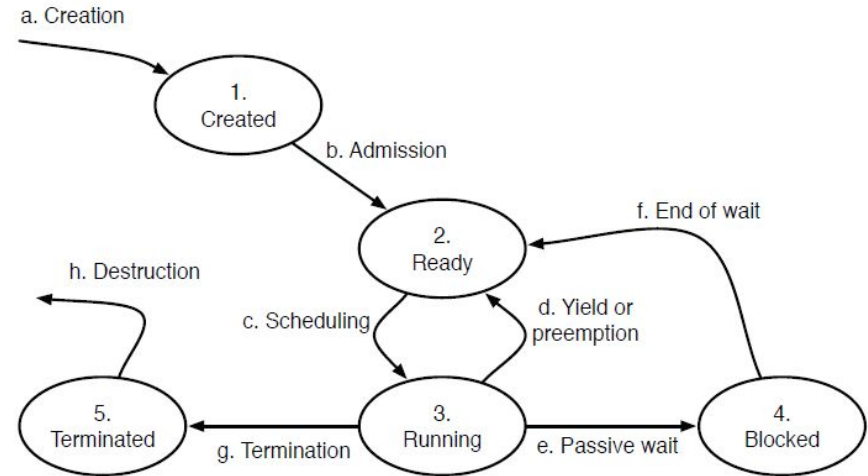 a. Creation
1.
Created
b. Admission
f. End of wait
2.
Ready
h. Destruction
c. Scheduling
d. Yield or
preemption
5.
Terminated
g. Termination
3.
Running
e. Passive wait
4.
Blocked